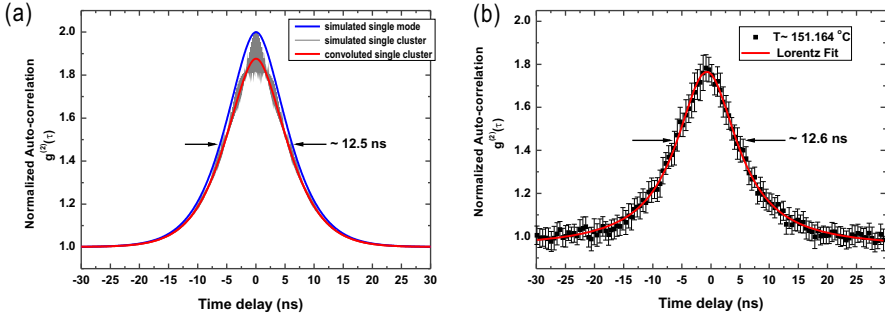 (a)
simulated single mode
simulated single cluster
convoluted single cluster
~ 12.5 ns
Normalized Auto-correlation
g(2)(τ)
2.0
1.8
1.6
1.4
1.2
1.0
-30 -25 -20 -15 -10 -5 0 5 10 15 20 25 30
Time delay (ns)
(b)
T~ 151.164 °C
Lorentz Fit
~ 12.6 ns
Normalized Auto-correlation
g(2)(τ)
2.0
1.8
1.6
1.4
1.2
1.0
-30 -25 -20 -15 -10 -5 0 5 10 15 20 25 30
Time delay (ns)